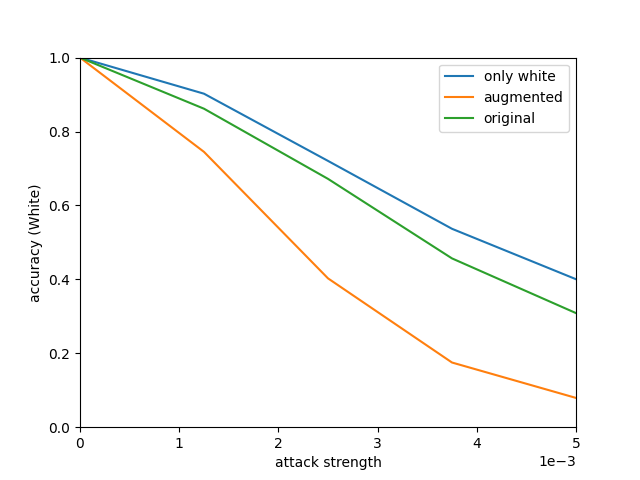 1.0
0.8
0.6
0.4
0.2
0.0
accuracy (White)
only white
augmented
original
0 1 2 3 4 5
attack strength
1e−3